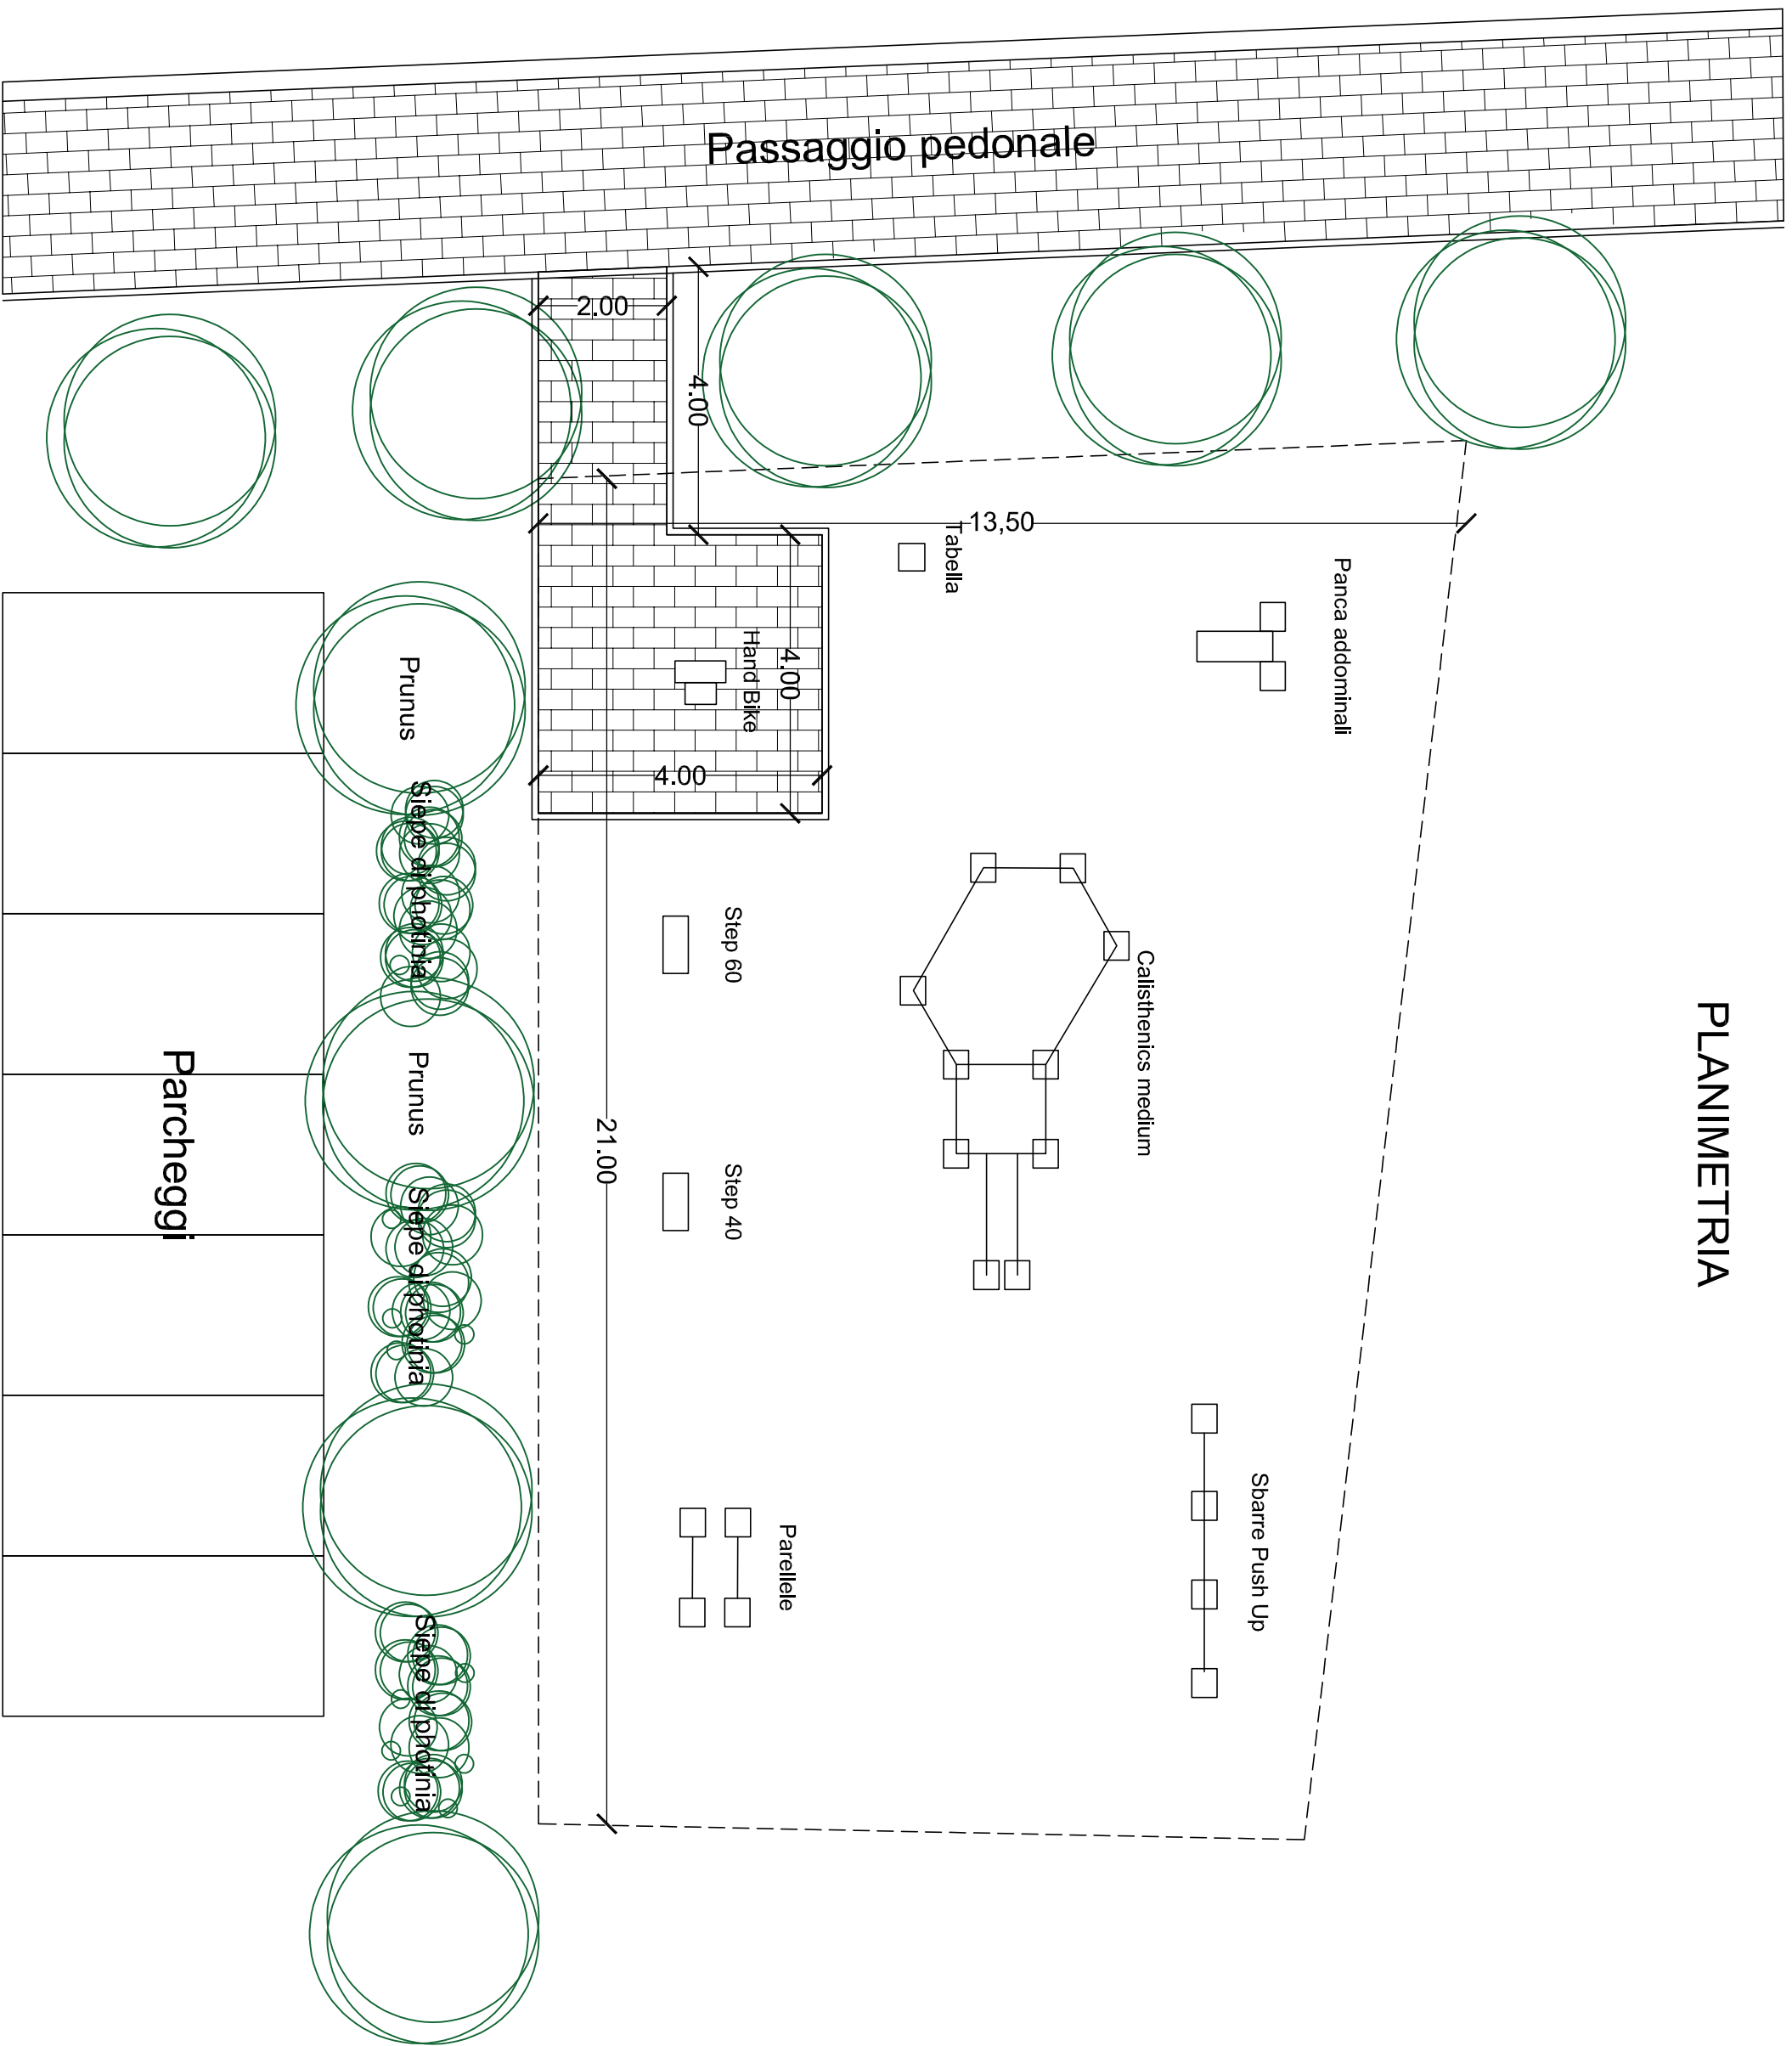 Passaggio pedonale
2.00
4.00
13,50
Tabella
Panca addominali
Hand Bike
4.00
4.00
Prunus
Siepe di photinia
Step 60
Calisthenics medium
PLANIMETRIA
Parcheggi
Prunus
21.00
Step 40
Siepe di photinia
Sbarre Push Up
Parellele
Siepe di photinia